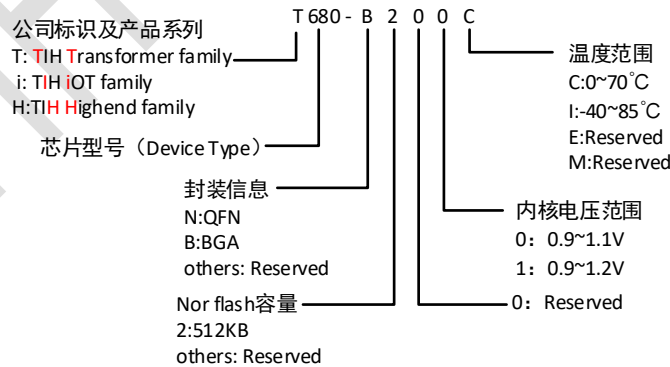 T680-B200C
公司标识及产品系列
T: TIH Transformer family
i: TIH iOT family
H:TIH Highend family
芯片型号（Device Type）
封装信息
N:QFN
B:BGA
others: Reserved
Nor flash容量
2:512KB
others: Reserved
温度范围
C:0~70℃
I:-40~85℃
E:Reserved
M:Reserved
内核电压范围
0：0.9~1.1V
1：0.9~1.2V
0：Reserved